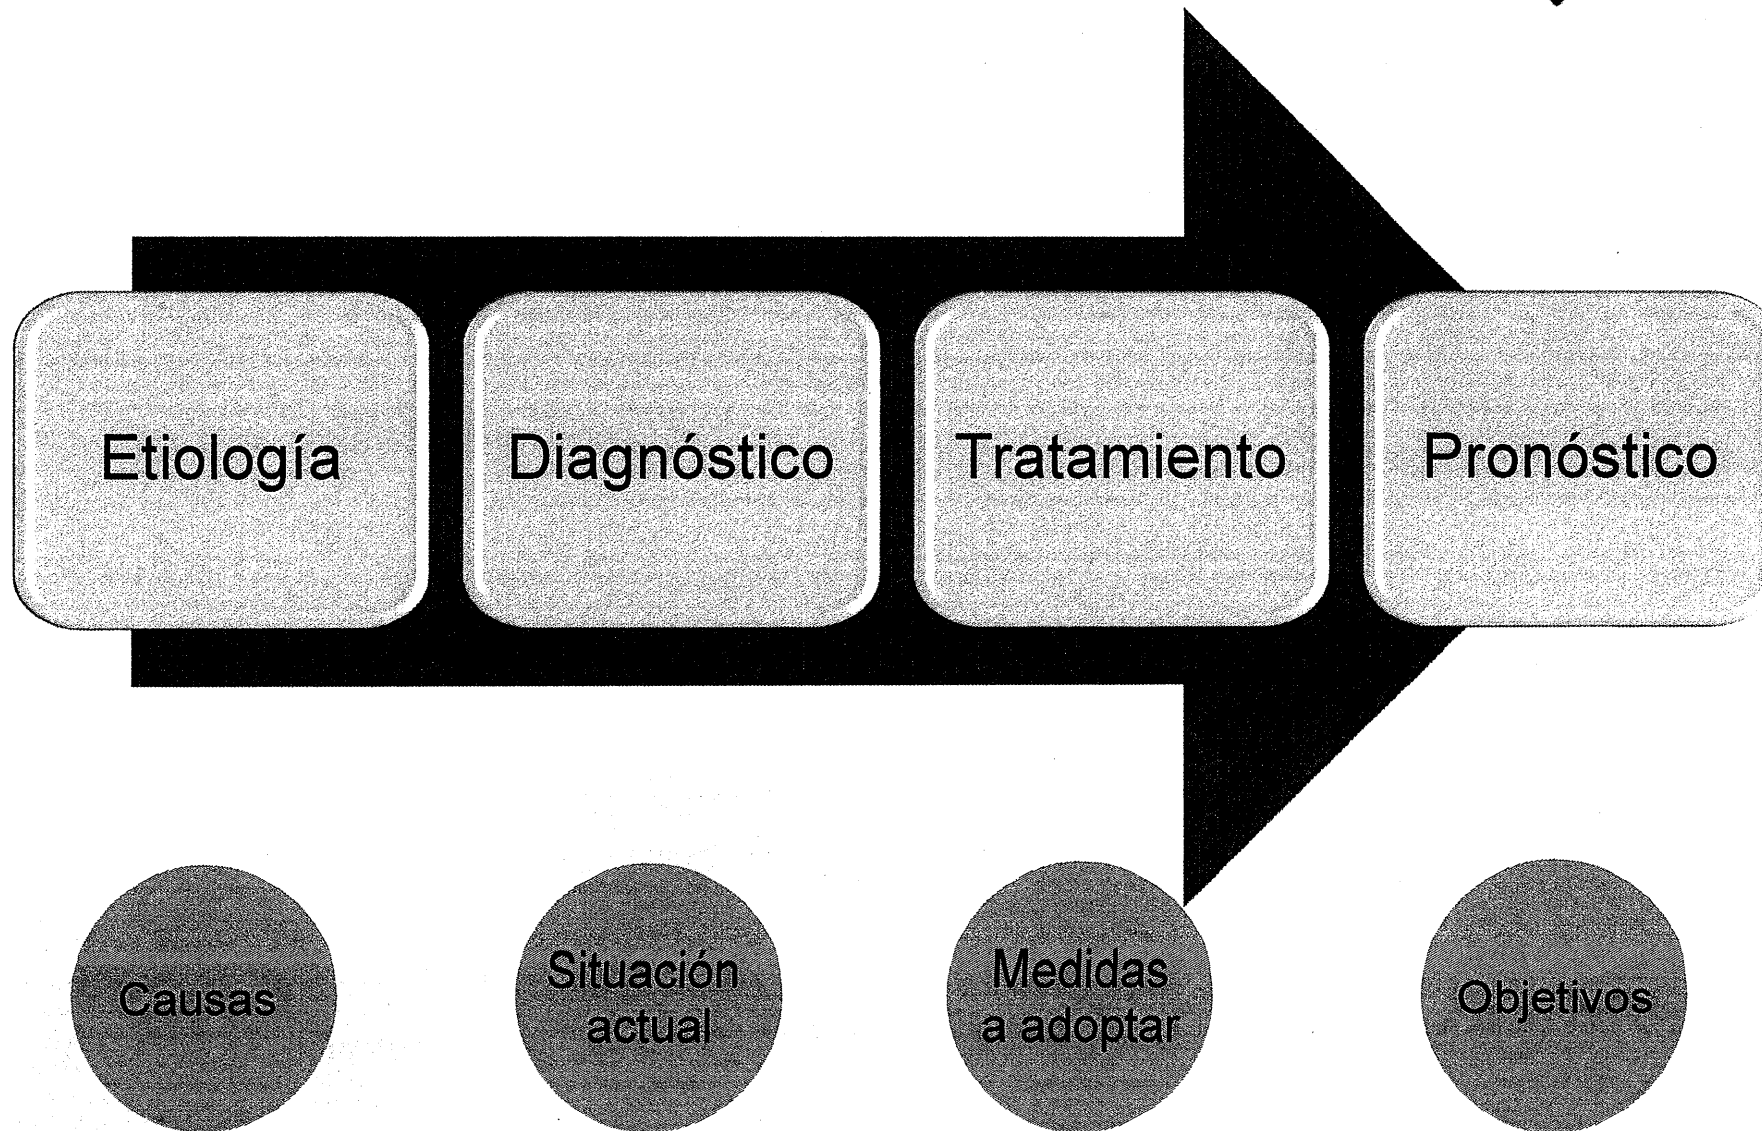 Etiología
Diagnóstico
Tratamiento
Pronóstico
Causas
Situación
actual
Medidas
a adoptar
Objetivos